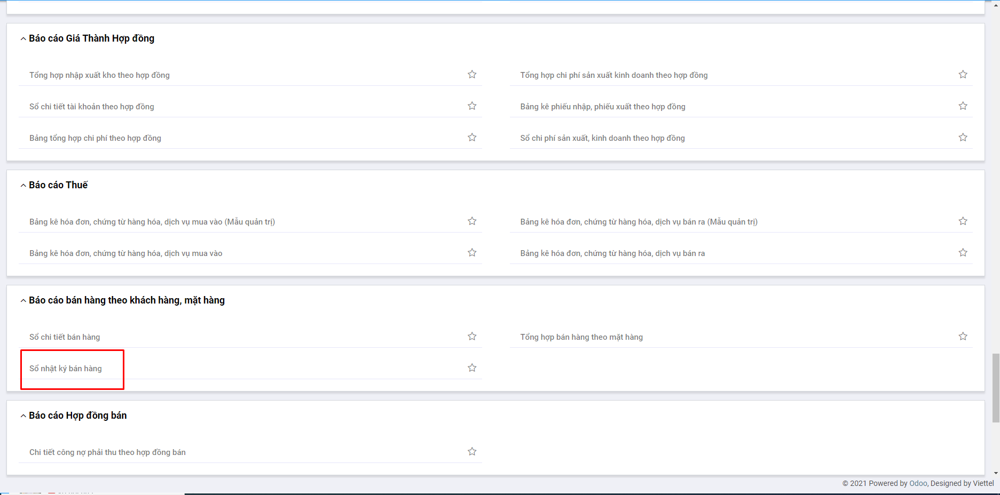 Báo cáo Giá Thành Hợp đồng
Tổng hợp nhập xuất kho theo hợp đồng
Tổng hợp chi phí sản xuất kinh doanh theo hợp đồng
Sổ chi tiết tài khoản theo hợp đồng
Bảng kê phiếu nhập, phiếu xuất theo hợp đồng
Bảng tổng hợp chi phí theo hợp đồng
Sổ chi phí sản xuất, kinh doanh theo hợp đồng
Báo cáo Thuế
Bảng kê hóa đơn, chứng từ hàng hóa, dịch vụ mua vào (Mẫu quản trị)
Bảng kê hóa đơn, chứng từ hàng hóa, dịch vụ bán ra (Mẫu quản trị)
Bảng kê hóa đơn, chứng từ hàng hóa, dịch vụ mua vào
Bảng kê hóa đơn, chứng từ hàng hóa, dịch vụ bán ra
Báo cáo bán hàng theo khách hàng, mặt hàng
Sổ chi tiết bán hàng
Tổng hợp bán hàng theo mặt hàng
Sổ nhật ký bán hàng
Báo cáo Hợp đồng bán
Chi tiết công nợ phải thu theo hợp đồng bán
© 2021 Powered by Odoo, Designed by Viettel